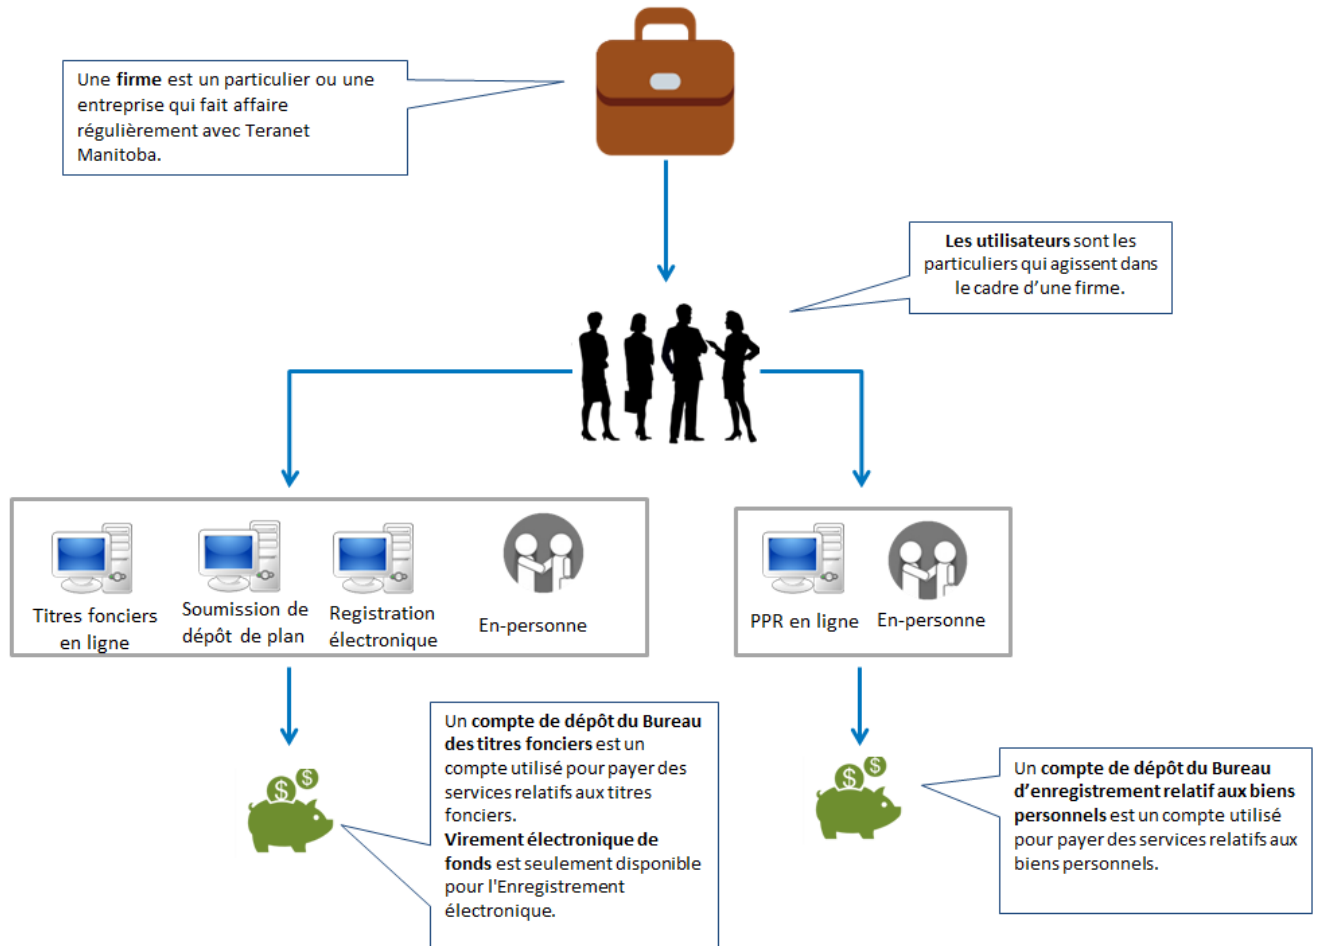 Une firme est un particulier ou une
entreprise qui fait affaire
régulièrement avec Teranet
Manitoba.
Les utilisateurs sont les
particuliers qui agissent dans
le cadre d’une firme.
Titres fonciers
en ligne
Soumission de
dépôt de plan
Registration
électronique
En-personne
PPR en ligne
En-personne
Un compte de dépôt du Bureau
des titres fonciers est un
compte utilisé pour payer des
services relatifs aux titres
fonciers.
Virement électronique de
fonds est seulement disponible
pour l'Enregistrement
électronique.
$ $
$ $
Un compte de dépôt du Bureau
d’enregistrement relatif aux biens
personnels est un compte utilisé
pour payer des services relatifs aux
biens personnels.